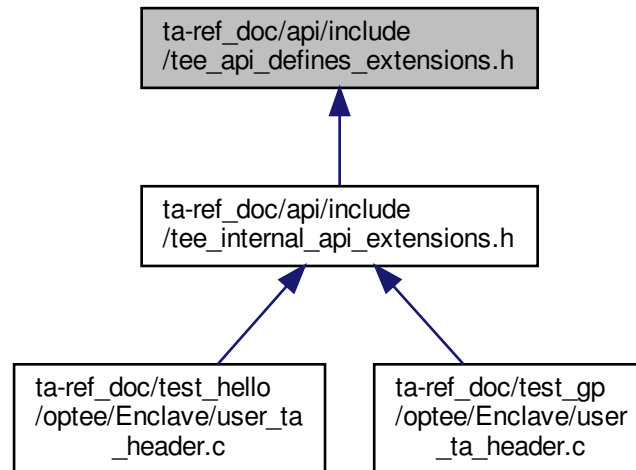 ta-ref_doc/api/include
/tee_api_defines_extensions.h
ta-ref_doc/api/include
/tee_internal_api_extensions.h
ta-ref_doc/test_hello
/optee/Enclave/user_ta
_header.c
ta-ref_doc/test_gp
/optee/Enclave/user
_ta_header.c